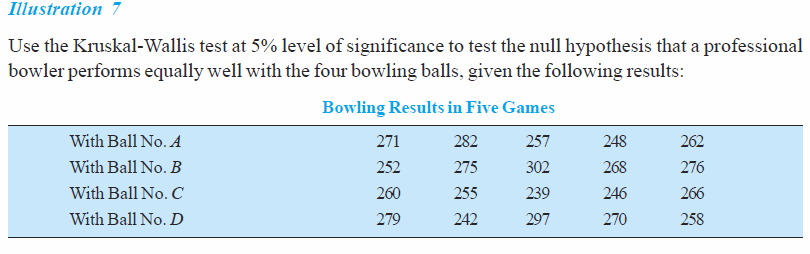 Illustration 7
Use the Kruskal-Wallis test at 5% level of significance to test the null hypothesis that a professional
bowler performs equally well with the four bowling balls, given the following results:
Bowling Results in Five Games
With Ball No. A 271 282 257 248 262
With Ball No. B 252 275 302 268 276
With Ball No. C 260 255 239 246 266
With Ball No. D 279 242 297 270 258